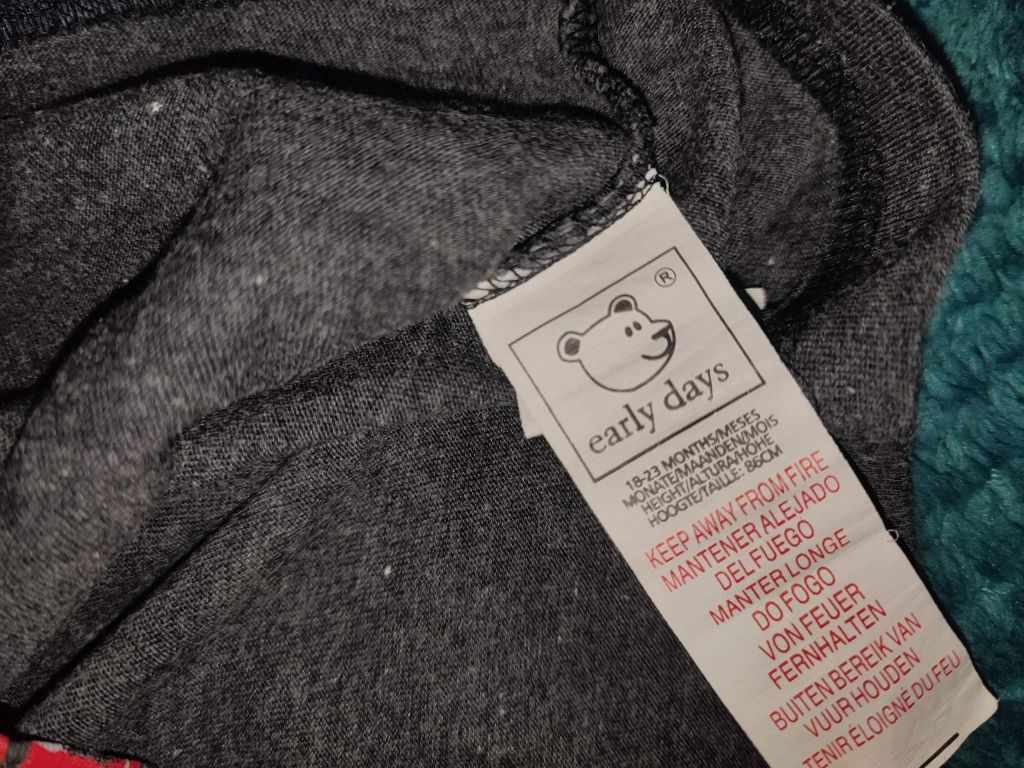 ®
early days
18-23 MONTHS/MESES
MONATE/MAANDEN/MOIS
HEIGHT/ALTURA/HÖHE
HOOGTE/TAILLE: 86CM
KEEP AWAY FROM FIRE
MANTENER ALEJADO
DEL FUEGO
MANTER LONGE
DO FOGO
VON FEUER
FERNHALTEN
BUITEN BEREIK VAN
VUUR HOUDEN
TENIR ÉLOIGNÉ DU FEU